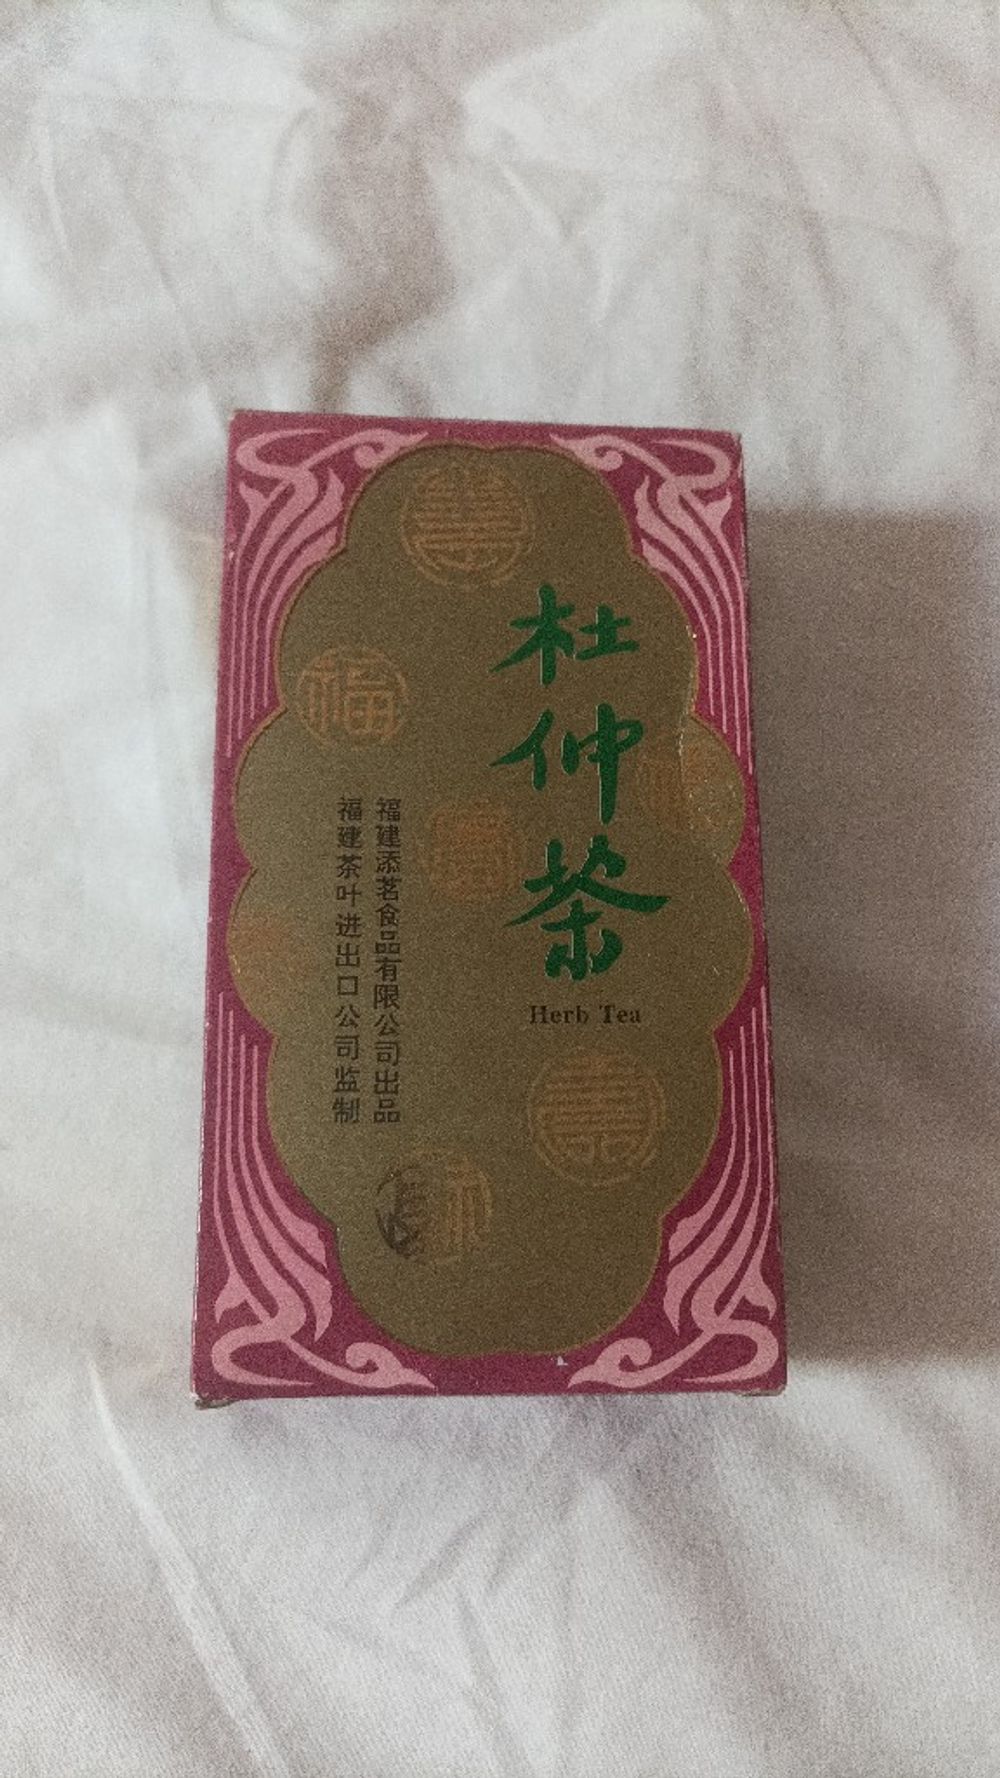 杜仲茶
Herb Tea
福建添茗食品有限公司出品
福建茶叶进出口公司监制
福